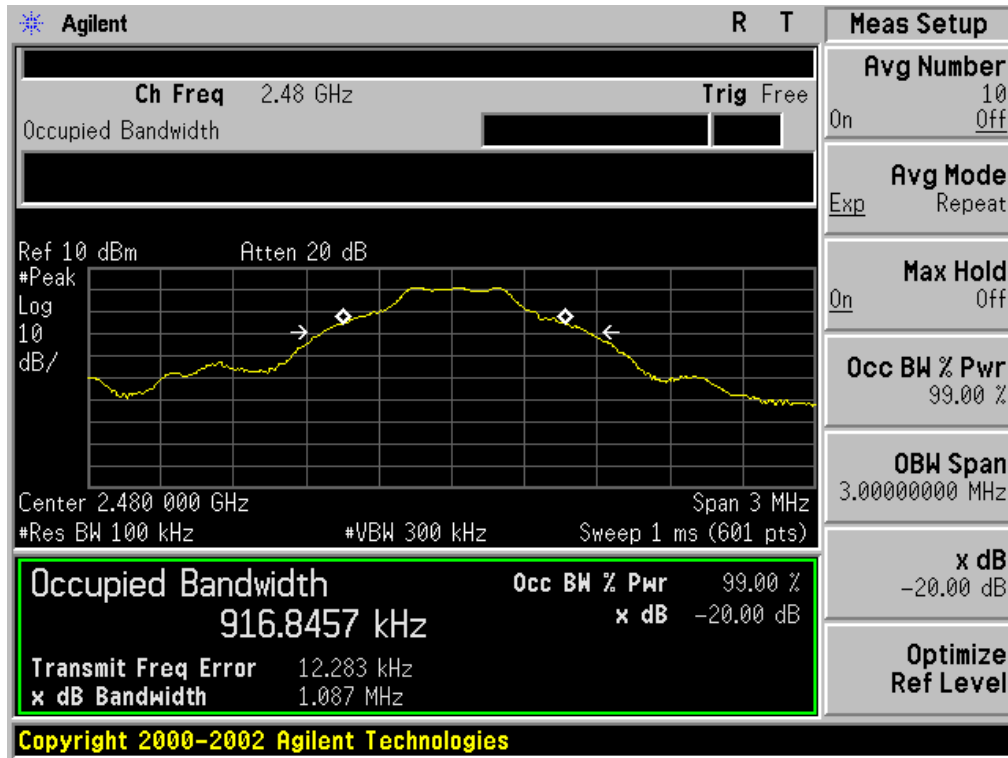 Agilent R T
Ch Freq 2.48 GHz Trig Free
Occupied Bandwidth
Ref 10 dBm Atten 20 dB
#Peak
Log
10
dB/
Center 2.480 000 GHz Span 3 MHz
#Res BW 100 kHz #VBW 300 kHz Sweep 1 ms (601 pts)
Occupied Bandwidth
916.8457 kHz
Occ BW % Pwr 99.00 %
x dB -20.00 dB
Transmit Freq Error 12.283 kHz
x dB Bandwidth 1.087 MHz
Copyright 2000-2002 Agilent Technologies
Meas Setup
Avg Number
10
On Off
Avg Mode
Exp Repeat
Max Hold
On Off
Occ BW % Pwr
99.00 %
OBW Span
3.00000000 MHz
x dB
-20.00 dB
Optimize
Ref Level